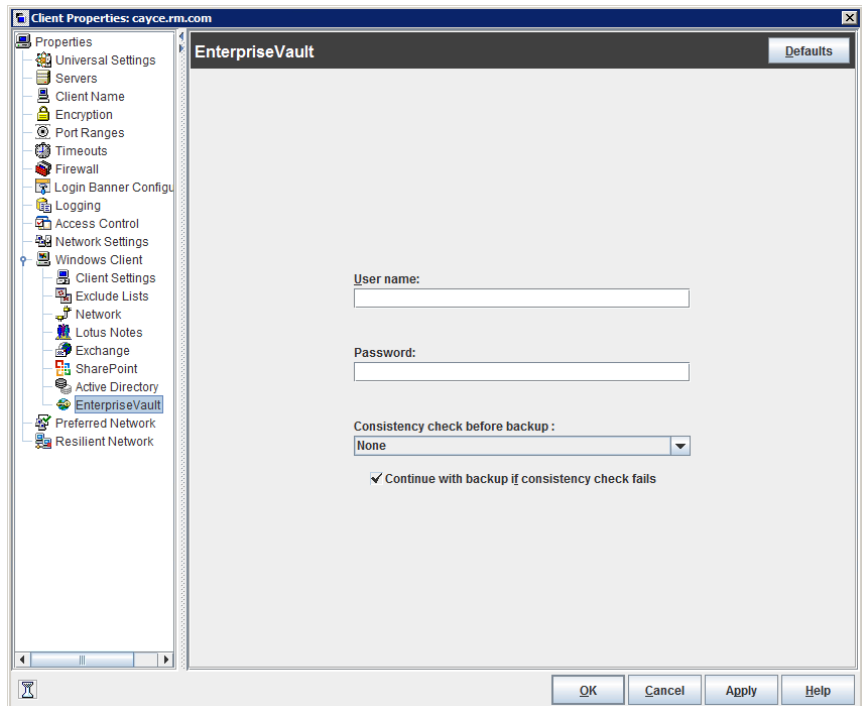 Client Properties: cayce.rm.com
Properties
Universal Settings
Servers
Client Name
Encryption
Port Ranges
Timeouts
Firewall
Login Banner Configu
Logging
Access Control
Network Settings
Windows Client
Client Settings
Exclude Lists
Network
Lotus Notes
Exchange
SharePoint
Active Directory
EnterpriseVault
Preferred Network
Resilient Network
EnterpriseVault
Defaults
User name:
Password:
Consistency check before backup :
None
Continue with backup if consistency check fails
OK
Cancel
Apply
Help